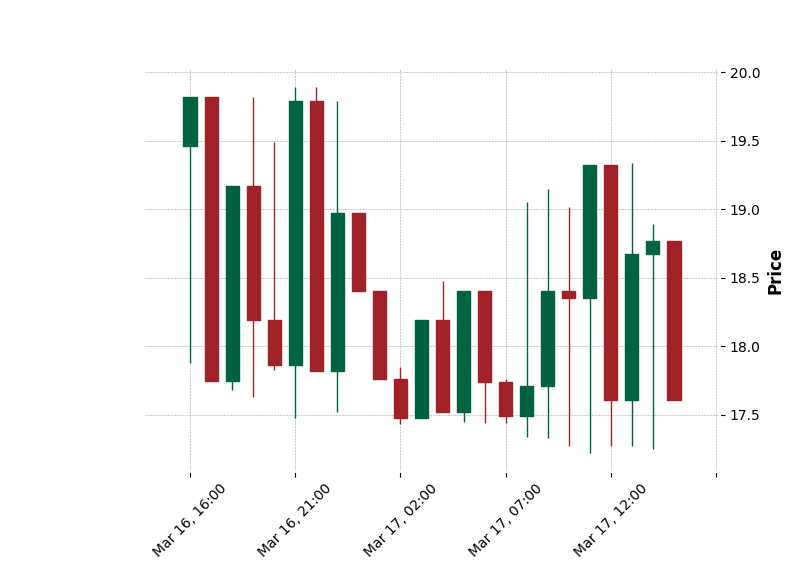 20.0
19.5
19.0
18.5
18.0
17.5
Price
Mar 16, 16:00
Mar 16, 21:00
Mar 17, 02:00
Mar 17, 07:00
Mar 17, 12:00